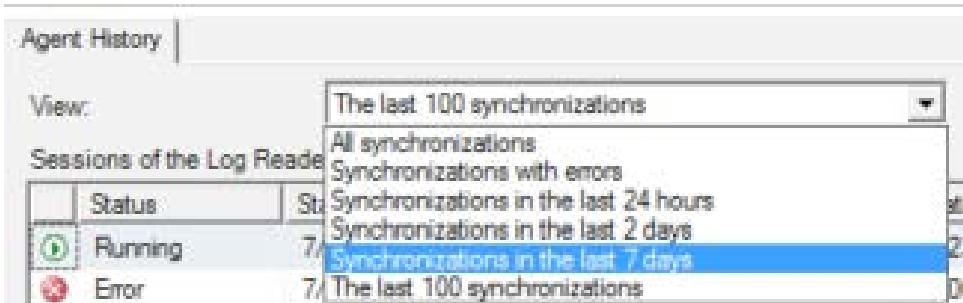 Agent History
View:
The last 100 synchronizations
All synchronizations
Synchronizations with errors
Synchronizations in the last 24 hours
Synchronizations in the last 2 days
Synchronizations in the last 7 days
The last 100 synchronizations
Sessions of the Log Reade
Status
Running 7/
Error 7/